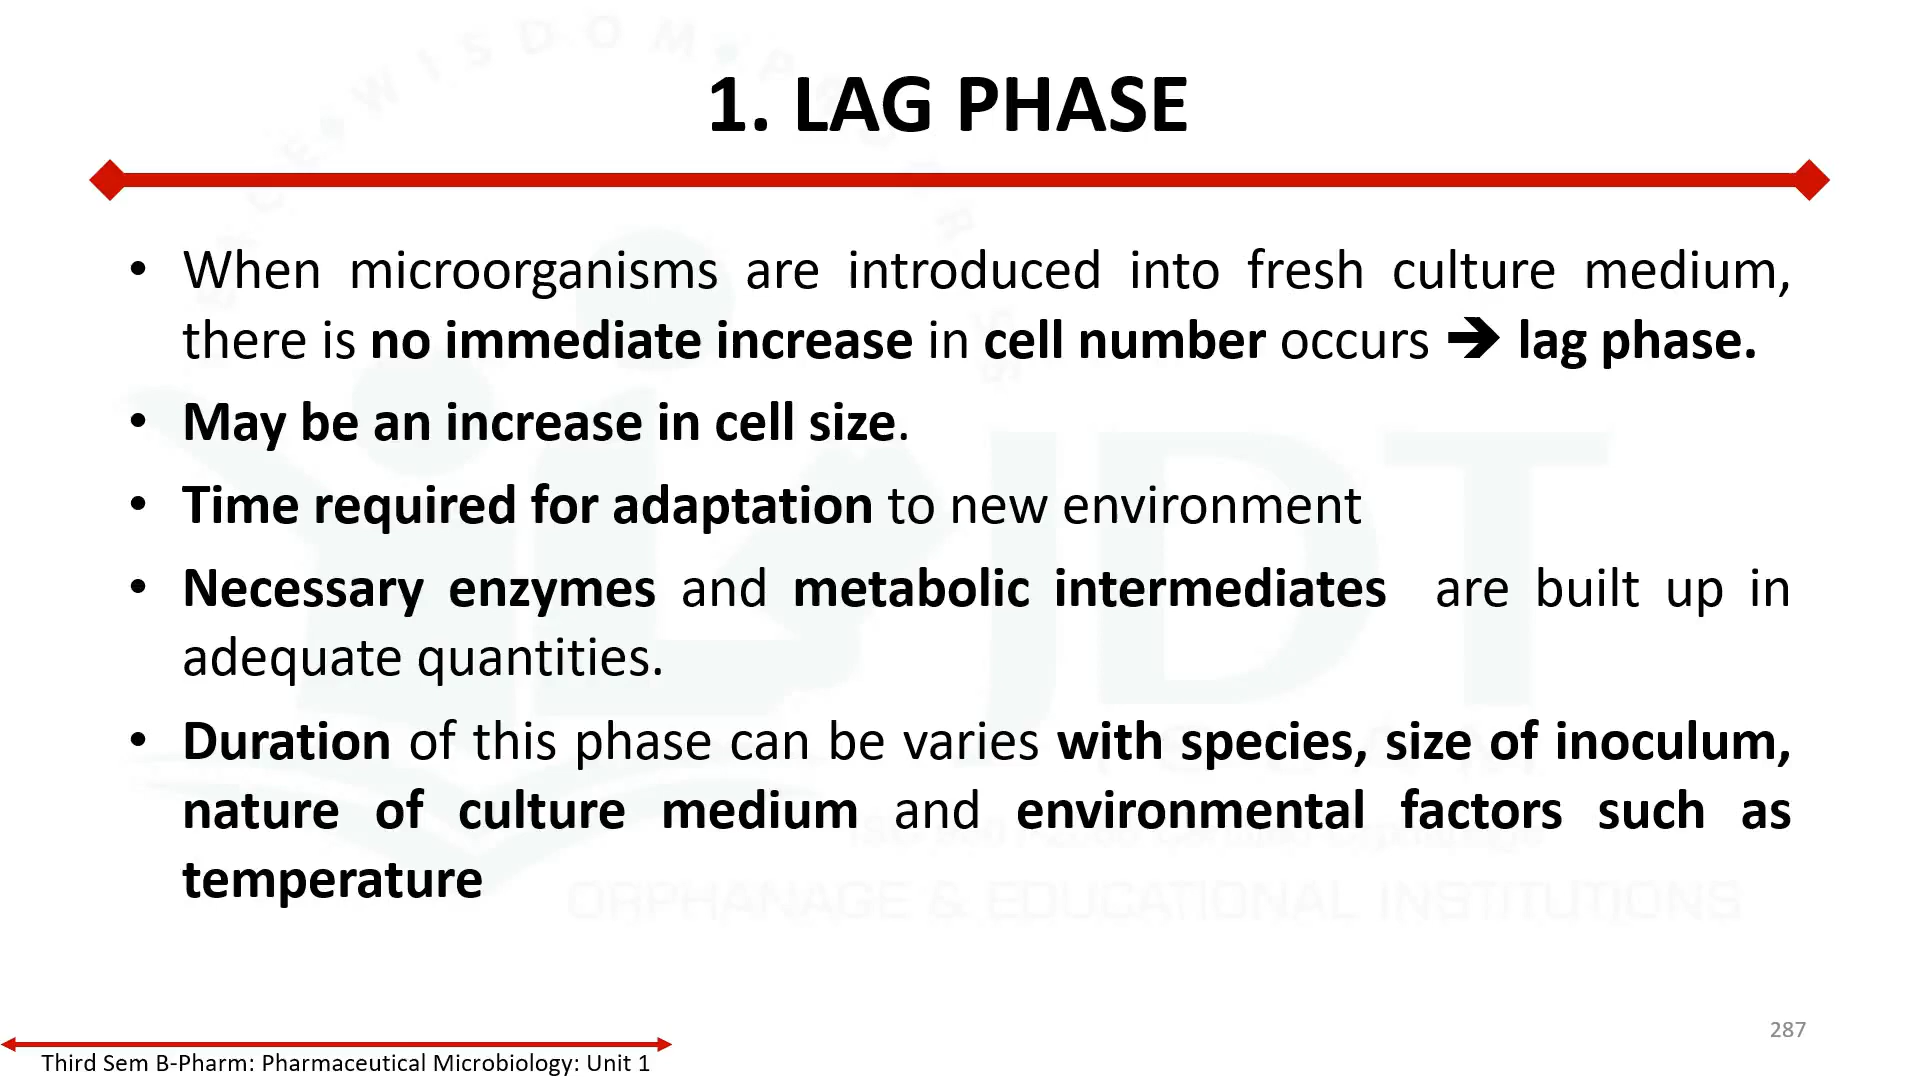 1. LAG PHASE
• When microorganisms are introduced into fresh culture medium,
there is no immediate increase in cell number occurs ➔ lag phase.
• May be an increase in cell size.
• Time required for adaptation to new environment
• Necessary enzymes and metabolic intermediates are built up in
adequate quantities.
• Duration of this phase can be varies with species, size of inoculum,
nature of culture medium and environmental factors such as
temperature
JDT
ORPHANAGE & EDUCATIONAL INSTITUTIONS
287
Third Sem B-Pharm: Pharmaceutical Microbiology: Unit 1